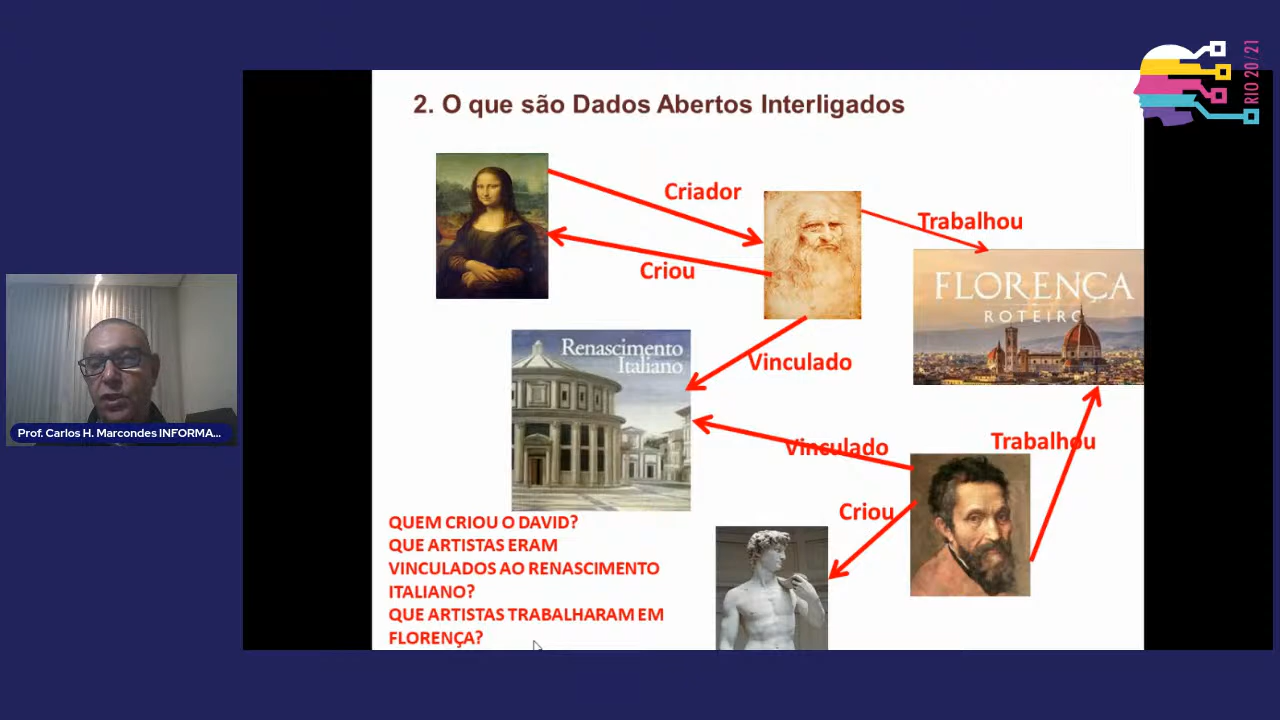 2. O que são Dados Abertos Interligados
RIO 20/21
Criador
Trabalhou
Criou
FLORENÇA
ROTEIRO
Renascimento
Italiano
Vinculado
Vinculado
Trabalhou
Criou
Prof. Carlos H. Marcondes INFORMA...
QUEM CRIOU O DAVID?
QUE ARTISTAS ERAM
VINCULADOS AO RENASCIMENTO
ITALIANO?
QUE ARTISTAS TRABALHARAM EM
FLORENÇA?